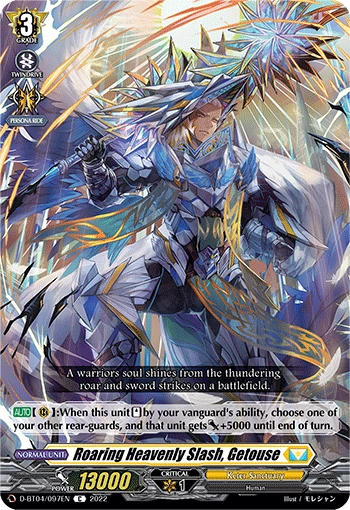 3
GRADE
TWINDRIVE
PERSONA RIDE
A warriors soul shines from the thundering
roar and sword strikes on a battlefield.
AUTO[ ]:When this unit by your vanguard's ability, choose one of
your other rear-guards, and that unit gets +5000 until end of turn.
NORMAL UNIT Roaring Heavenly Slash, Getouse
POWER 13000 CRITICAL 1 Keter Sanctuary
Human
D-BT04/097EN C 2022 Illust / モレシャン